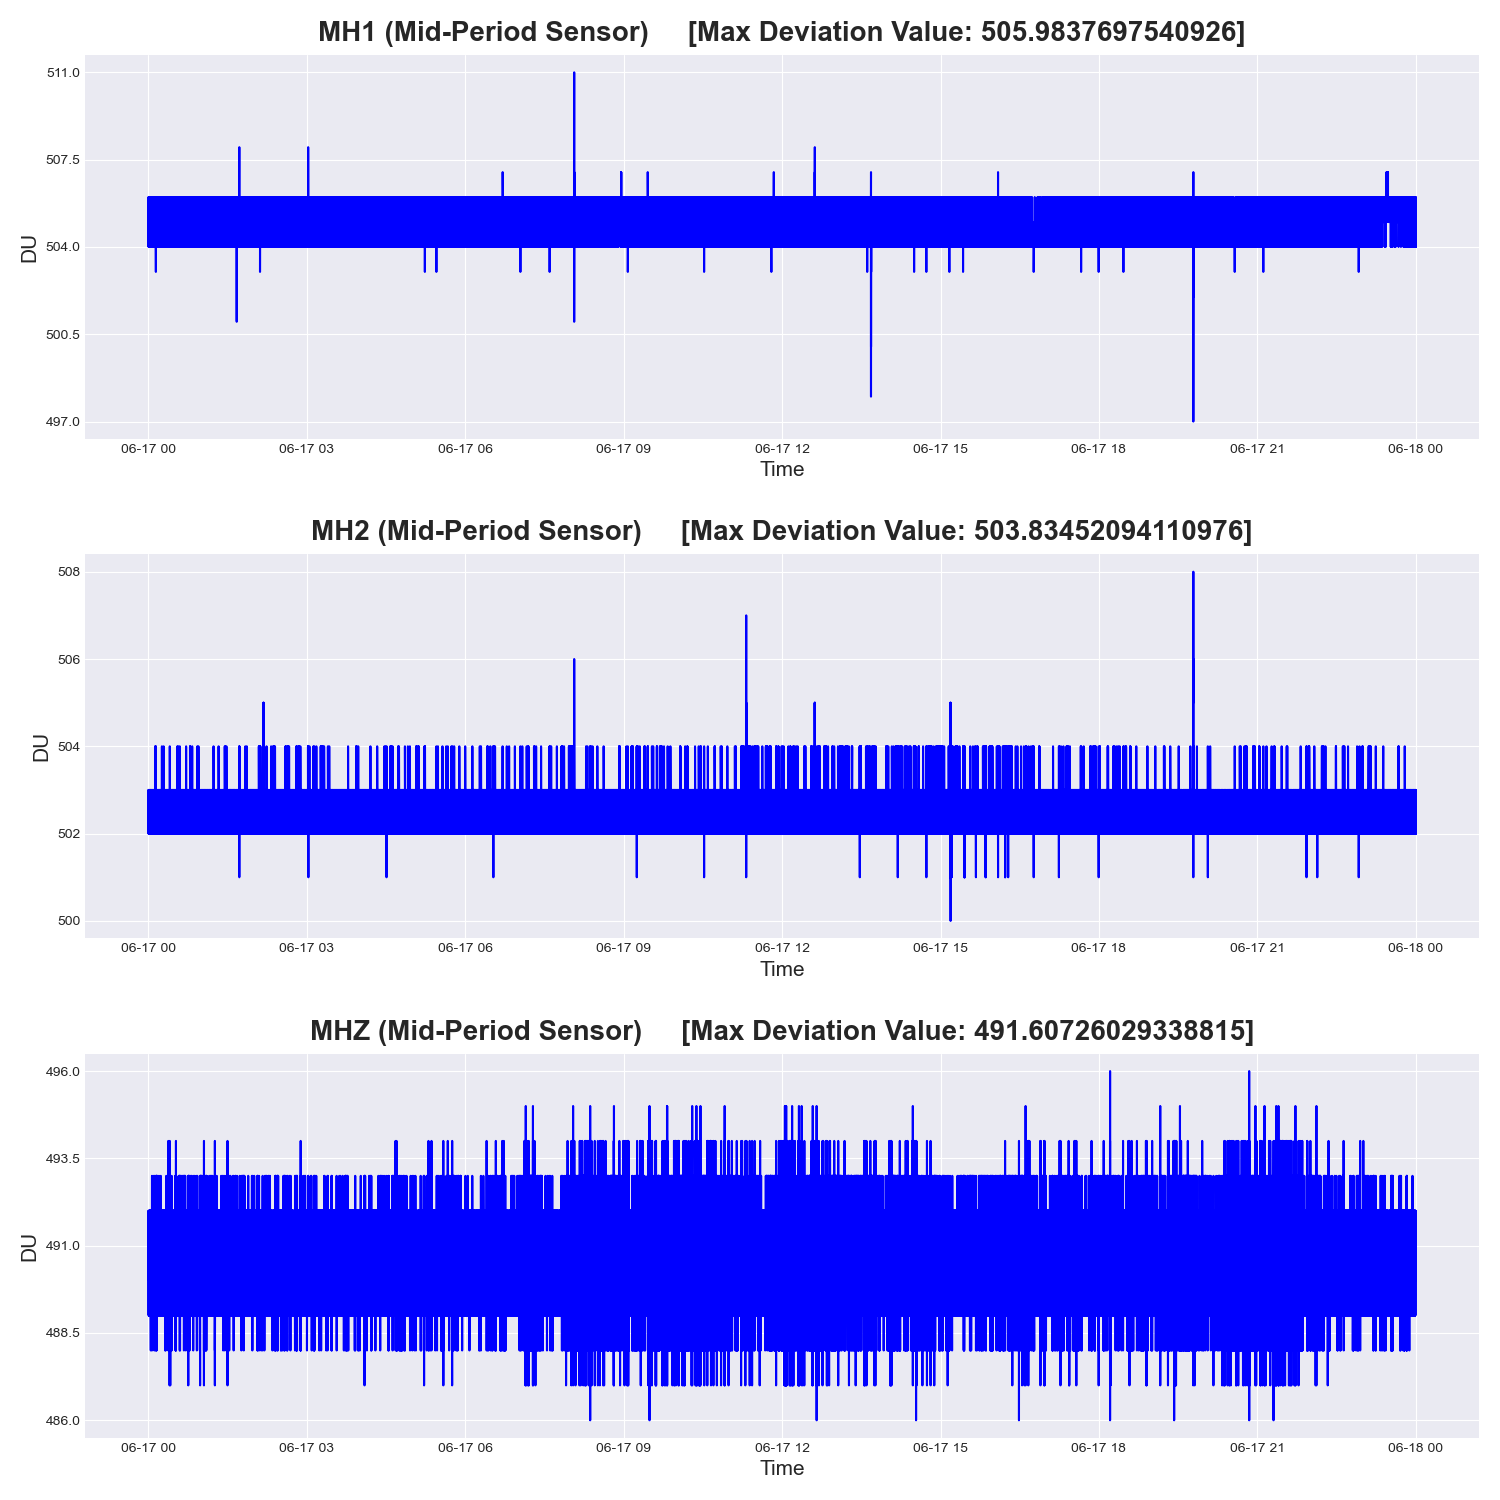 MH1 (Mid-Period Sensor) [Max Deviation Value: 505.9837697540926]
511.0
507.5
504.0
500.5
497.0
DU
06-17 00 06-17 03 06-17 06 06-17 09 06-17 12 06-17 15 06-17 18 06-17 21 06-18 00
Time
MH2 (Mid-Period Sensor) [Max Deviation Value: 503.83452094110976]
508
506
504
502
500
DU
06-17 00 06-17 03 06-17 06 06-17 09 06-17 12 06-17 15 06-17 18 06-17 21 06-18 00
Time
MHZ (Mid-Period Sensor) [Max Deviation Value: 491.60726029338815]
496.0
493.5
491.0
488.5
486.0
DU
06-17 00 06-17 03 06-17 06 06-17 09 06-17 12 06-17 15 06-17 18 06-17 21 06-18 00
Time